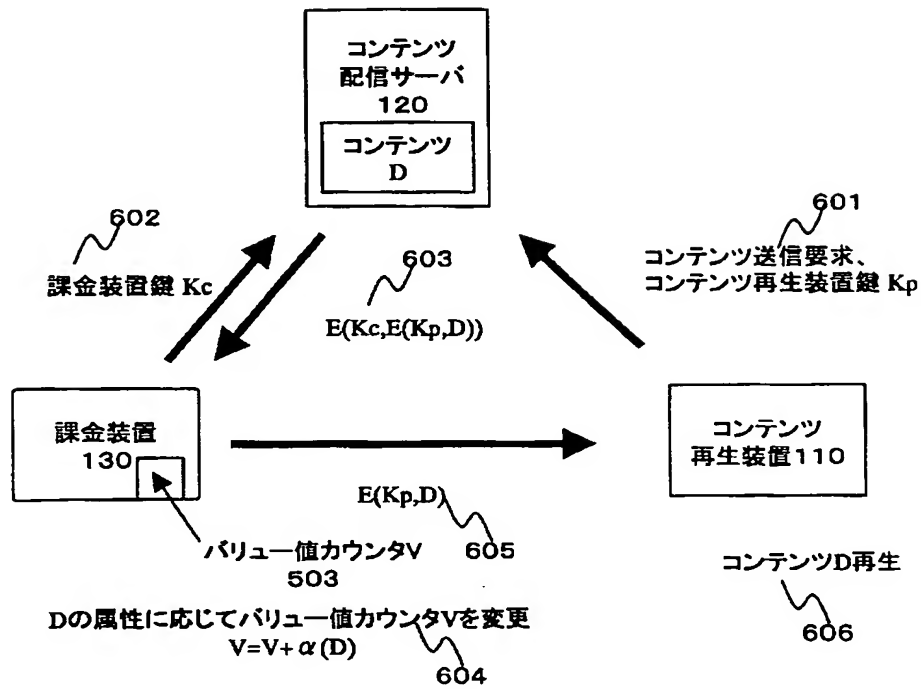 コンテンツ
配信サーバ
120
コンテンツ
D
602
課金装置鍵 Kc
603
E(Kc,E(Kp,D))
601
コンテンツ送信要求、
コンテンツ再生装置鍵 Kp
課金装置
130
コンテンツ
再生装置110
E(Kp,D)
605
バリュー値カウンタV
503
コンテンツD再生
606
Dの属性に応じてバリュー値カウンタVを変更
V=V+α(D)
604